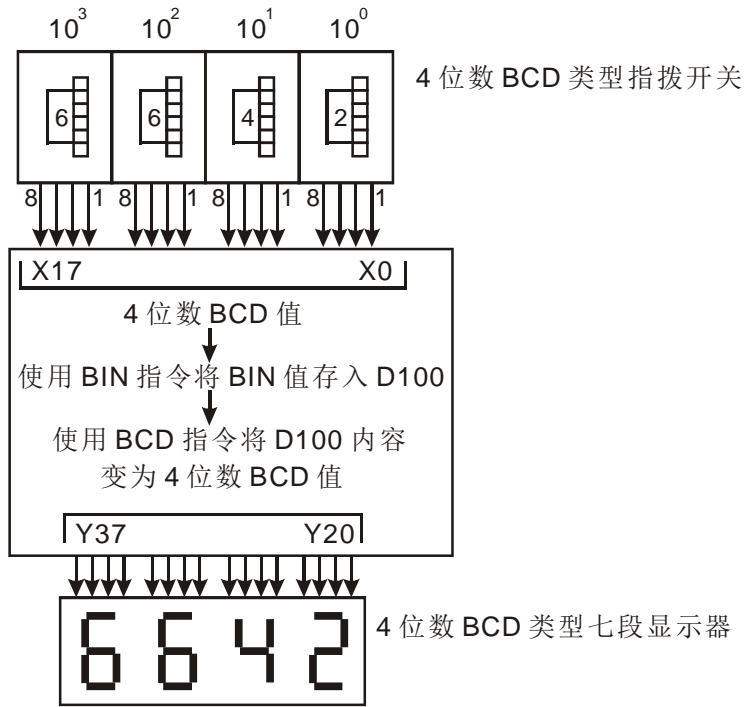 10³ 10² 10¹ 10⁰
4 位数 BCD 类型指拨开关
6 6 4 2
8 1 8 1 8 1 8 1
X17 X0
4 位数 BCD 值
使用 BIN 指令将 BIN 值存入 D100
使用 BCD 指令将 D100 内容
变为 4 位数 BCD 值
Y37 Y20
6642
4 位数 BCD 类型七段显示器